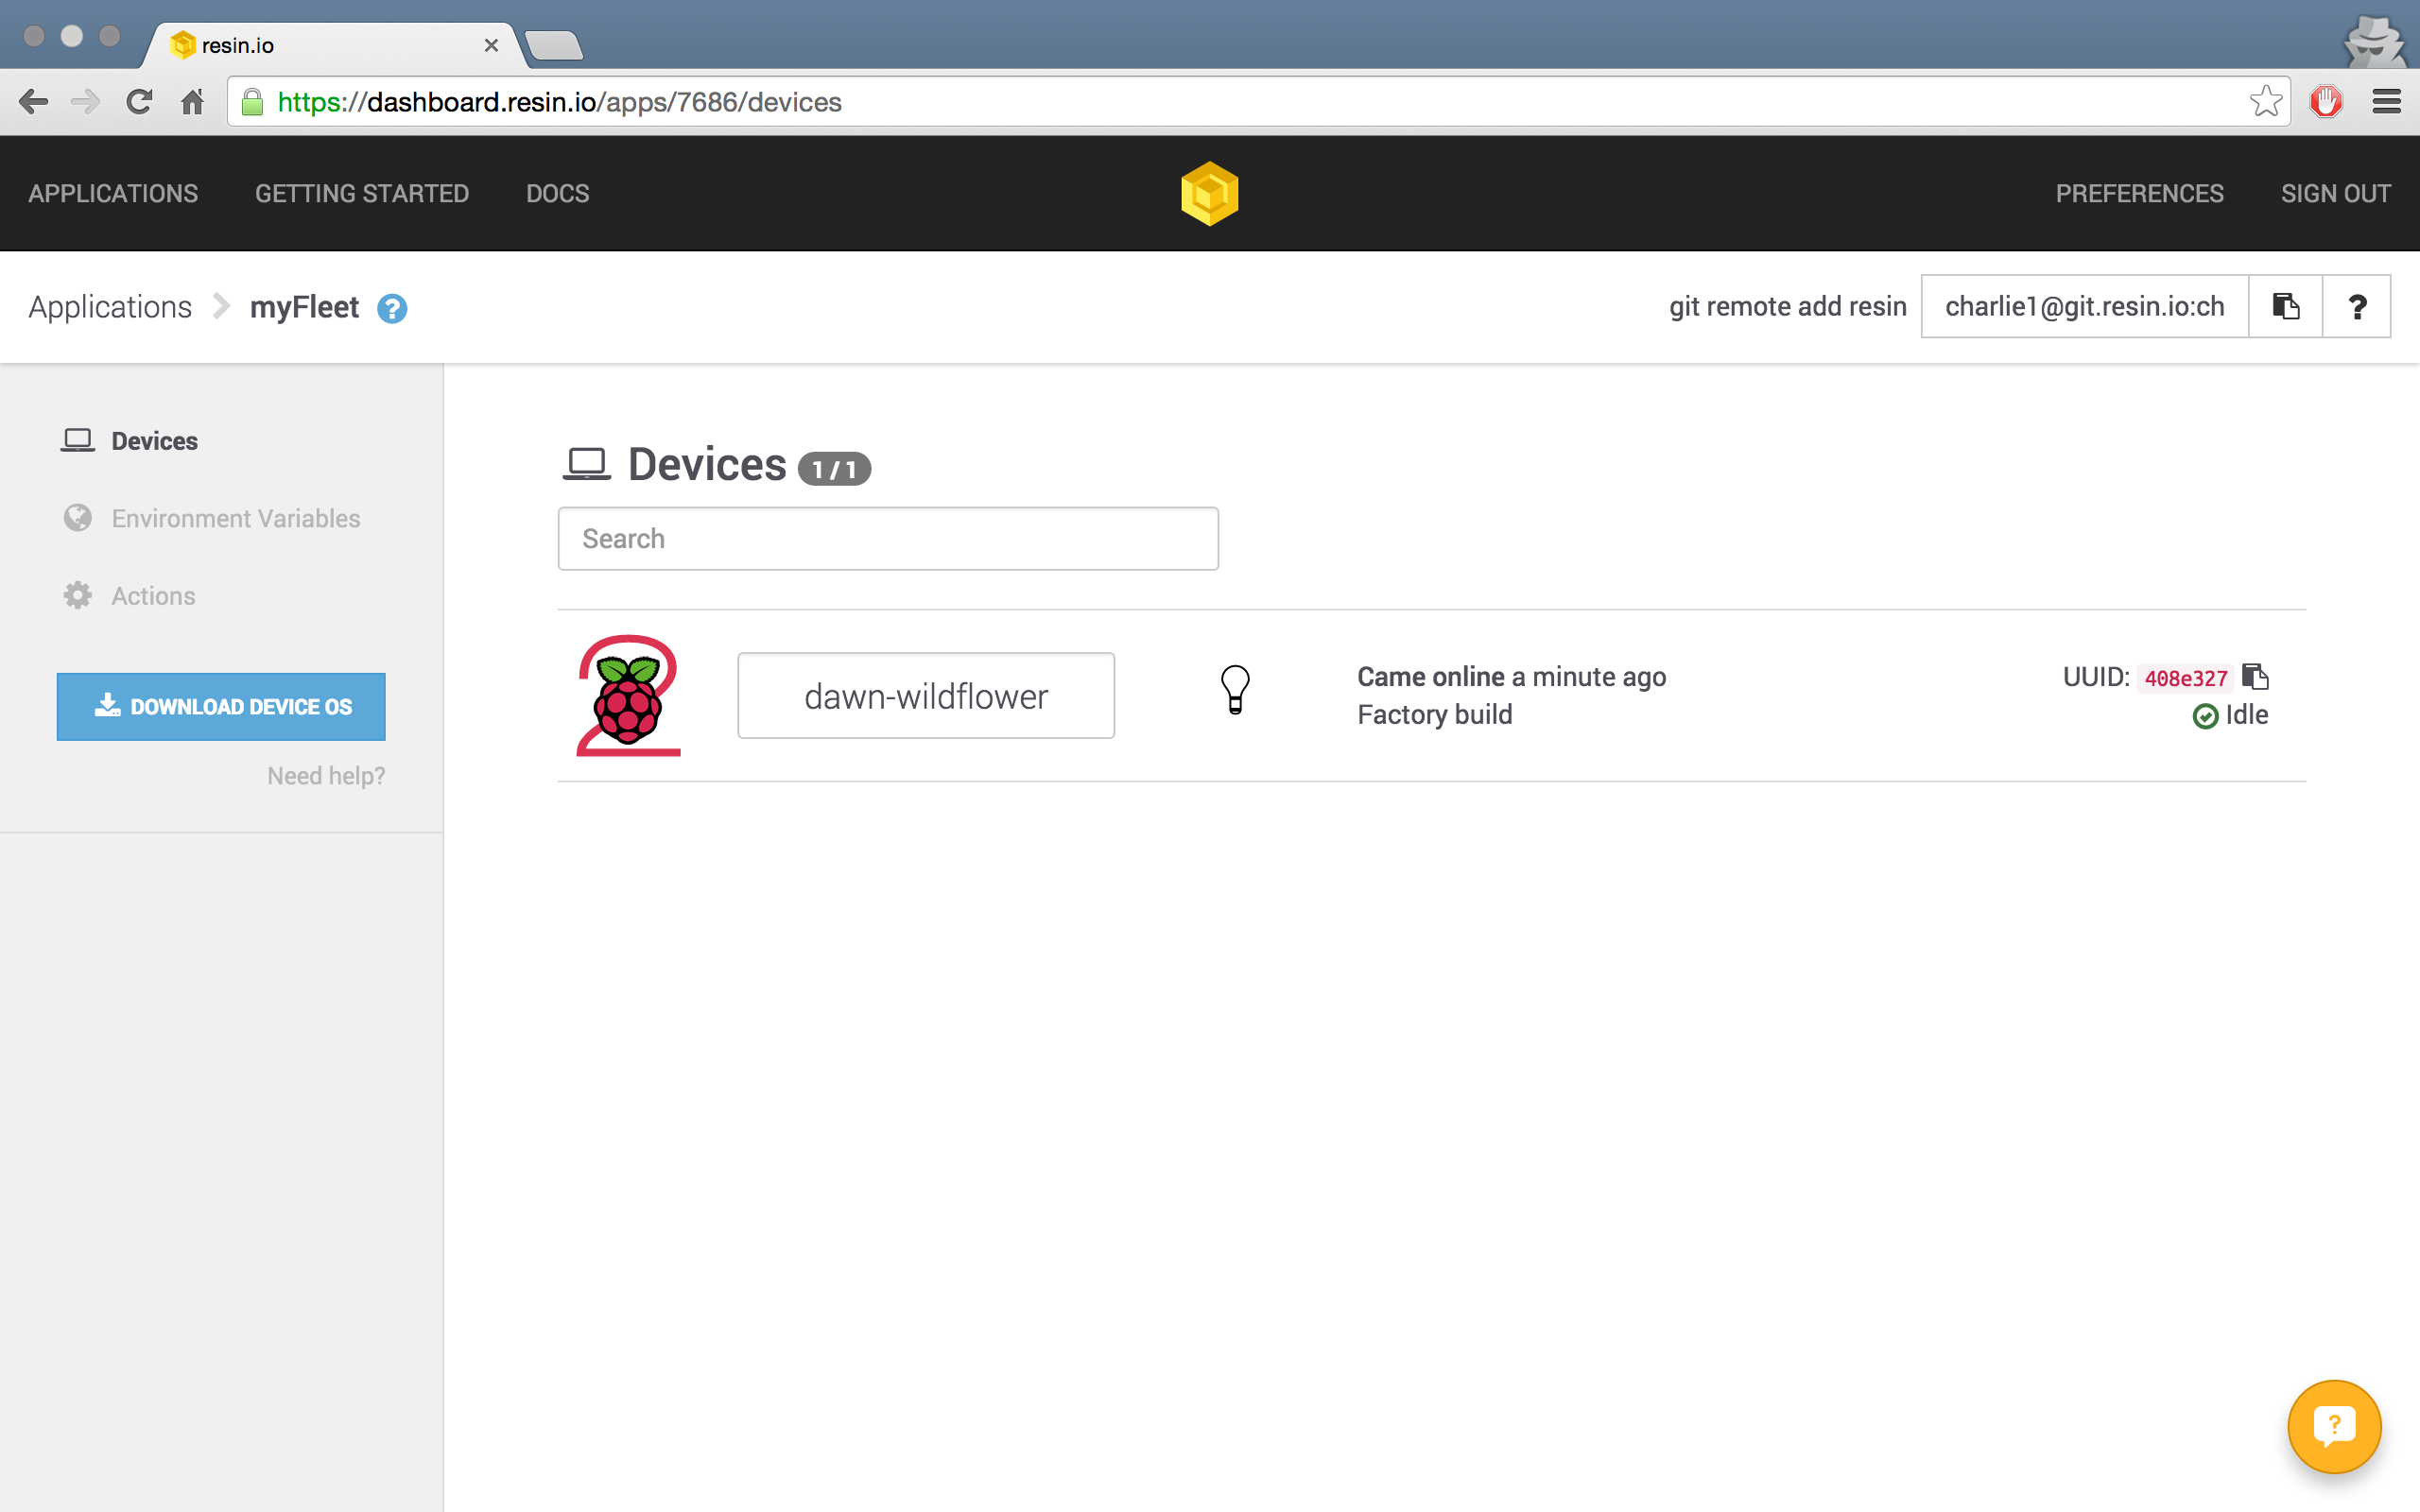 resin.io
https://dashboard.resin.io/apps/7686/devices
APPLICATIONS GETTING STARTED DOCS PREFERENCES SIGN OUT
Applications myFleet ? git remote add resin charlie1@git.resin.io:ch ?
Devices
Environment Variables
Actions
DOWNLOAD DEVICE OS
Need help?
Devices 1 / 1
Search
2
dawn-wildflower
Came online a minute ago
Factory build
UUID: 408e327
Idle
?